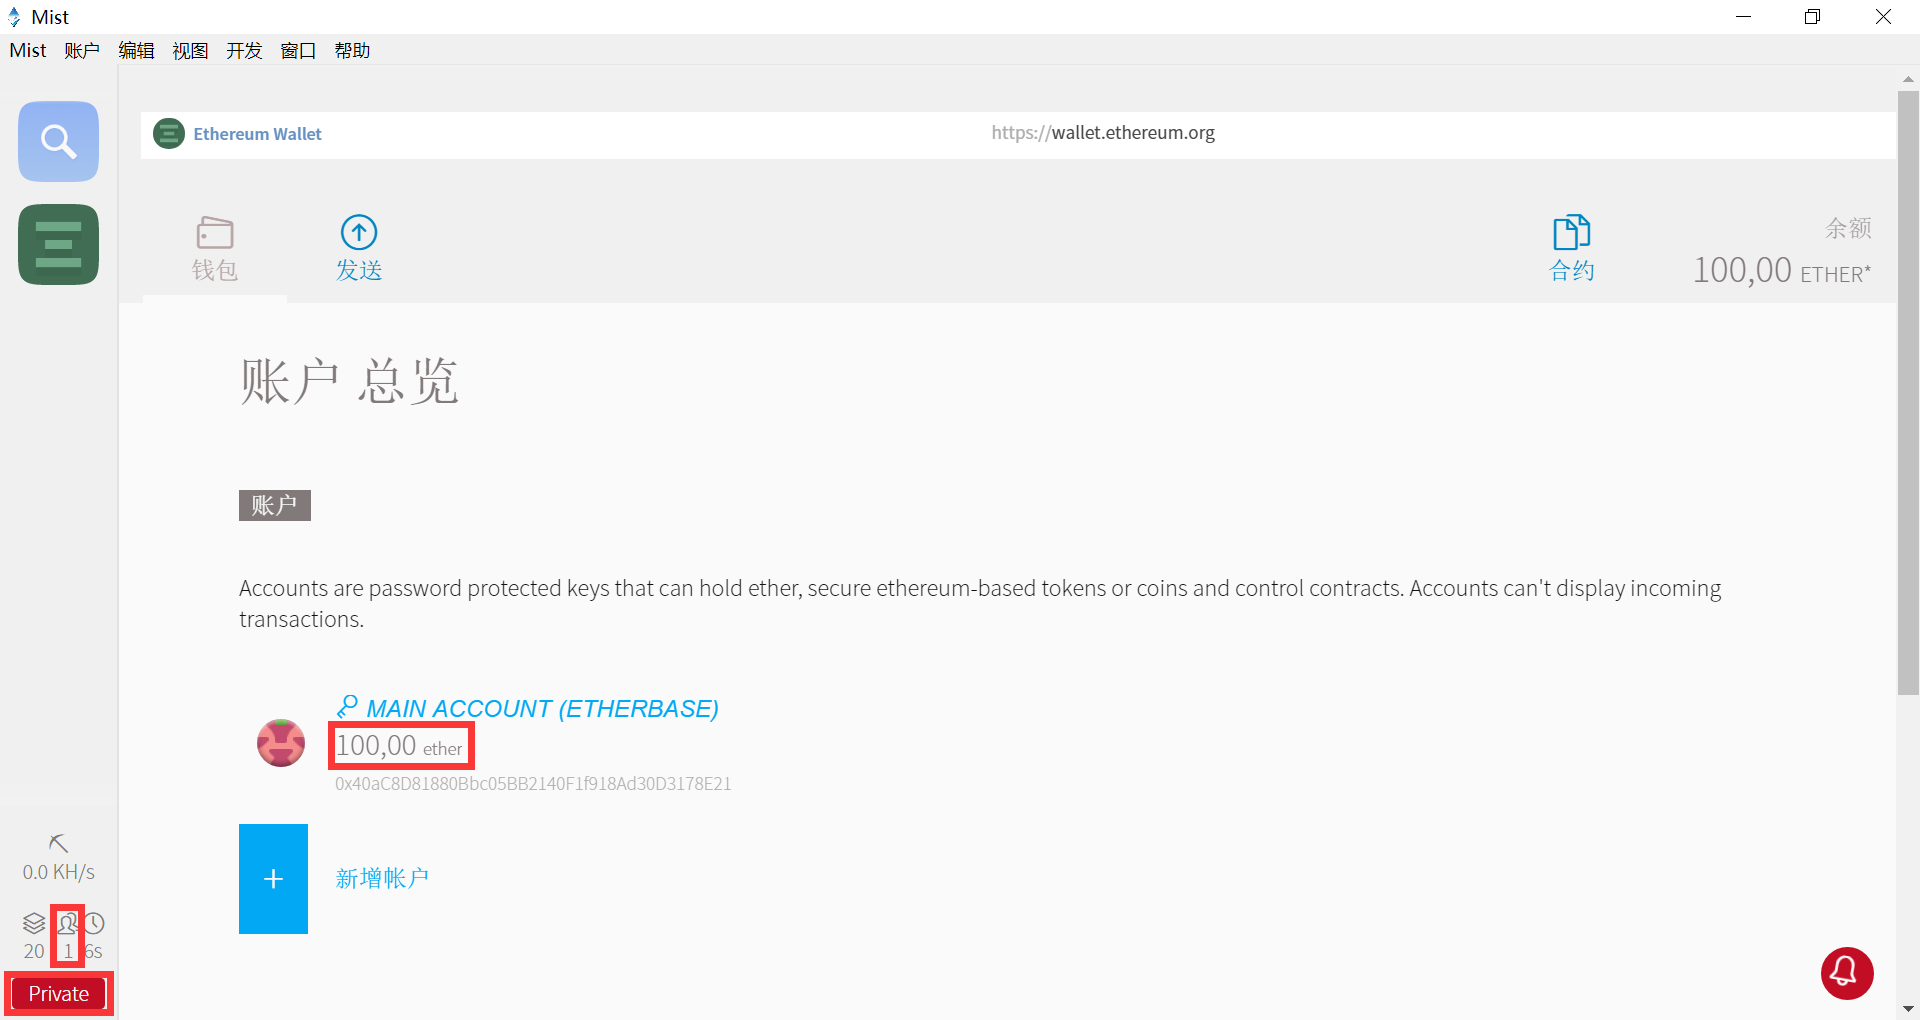 Mist
Mist 账户 编辑 视图 开发 窗口 帮助
Ethereum Wallet https://wallet.ethereum.org
钱包 发送 合约 余额
100,00 ETHER*
账户 总览
账户
Accounts are password protected keys that can hold ether, secure ethereum-based tokens or coins and control contracts. Accounts can't display incoming
transactions.
MAIN ACCOUNT (ETHERBASE)
100,00 ether
0x40aC8D81880Bbc05BB2140F1f918Ad30D3178E21
+ 新增帐户
0.0 KH/s
20 1 6s
Private